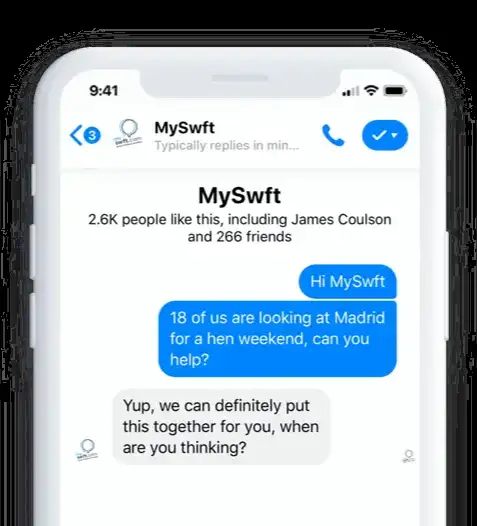 9:41
3
MySwft
Typically replies in min...
MySwft
2.6K people like this, including James Coulson
and 266 friends
Hi MySwft
18 of us are looking at Madrid
for a hen weekend, can you
help?
Yup, we can definitely put
this together for you, when
are you thinking?